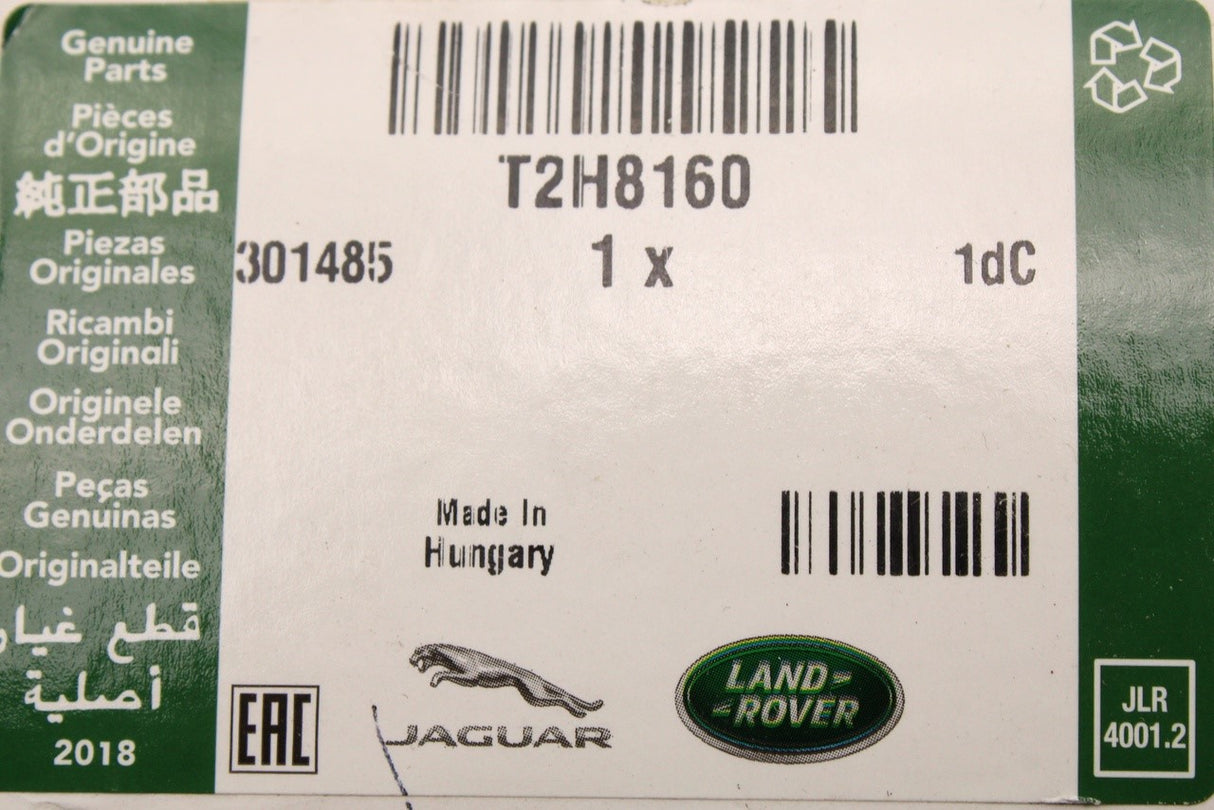 Genuine
Parts
Pièces
d'Origine
純正部品
Piezas
Originales
Ricambi
Originali
Originele
Onderdelen
Peças
Genuinas
Originalteile
قطع غيار
أصلية
2018
T2H8160
301485 1 x 1dC
Made In
Hungary
EAC
JAGUAR
LAND-
-ROVER
JLR
4001.2